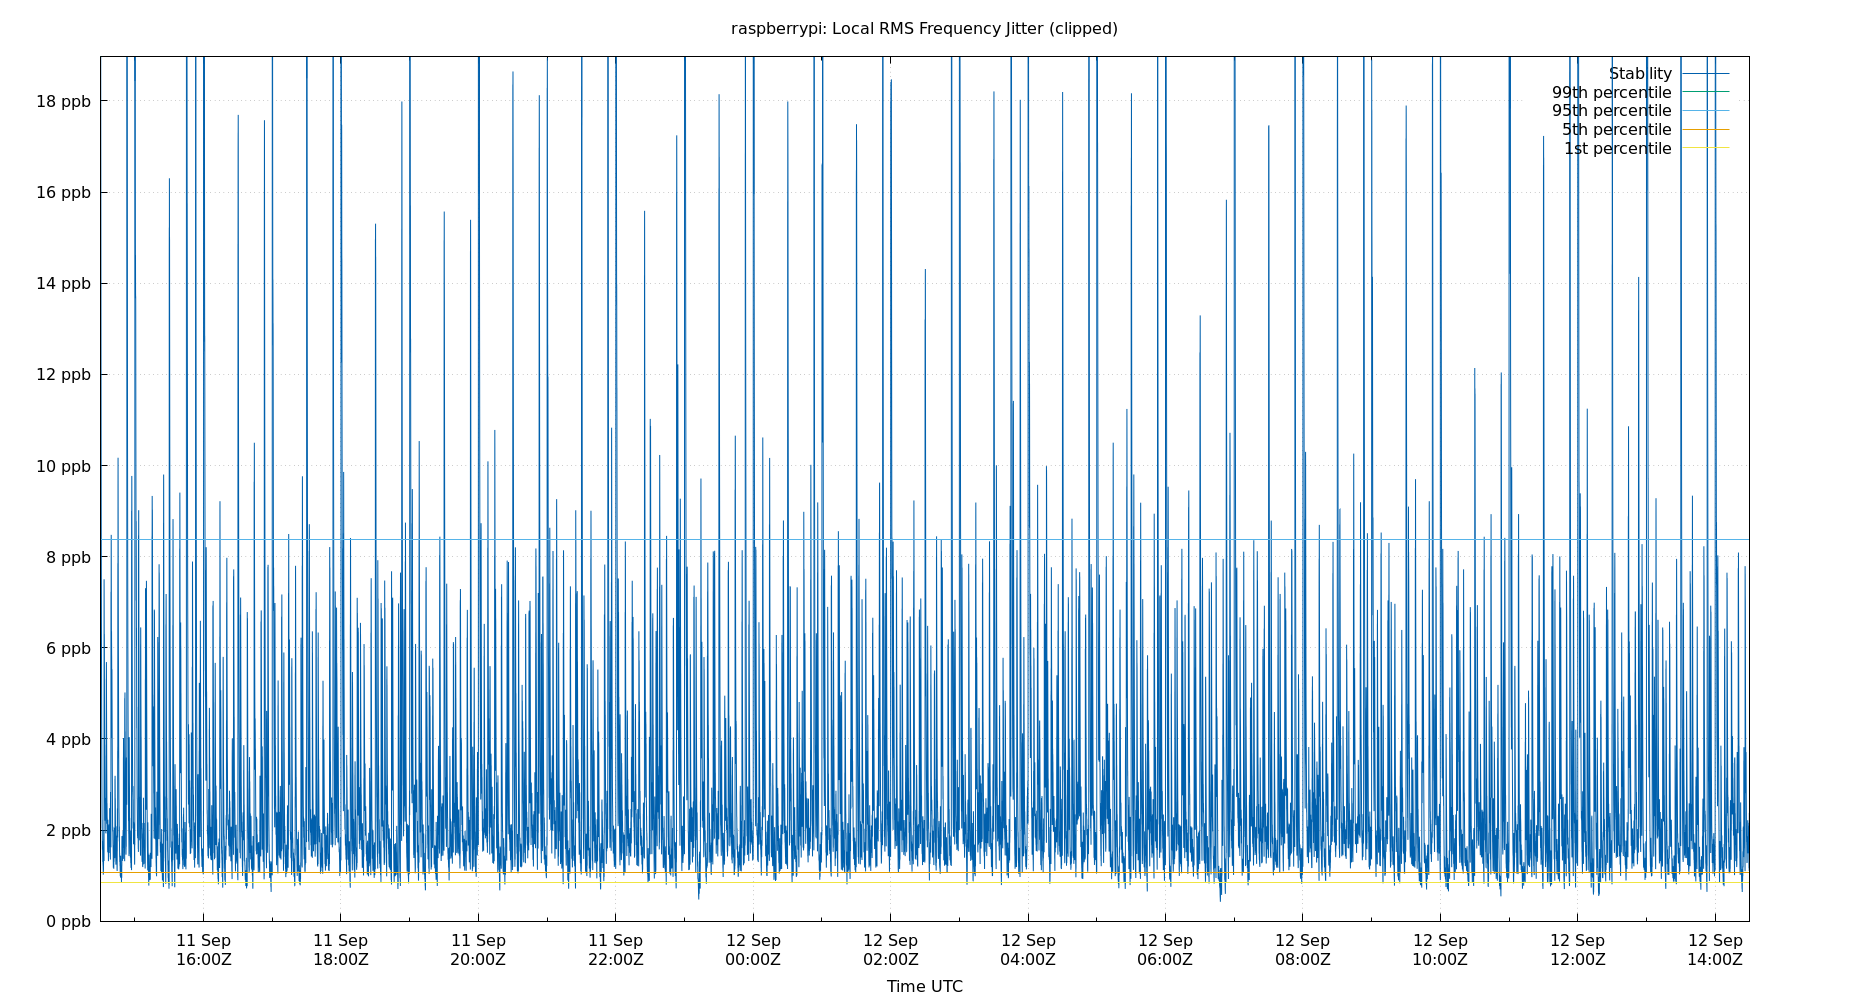 raspberrypi: Local RMS Frequency Jitter (clipped)
Stability
99th percentile
95th percentile
5th percentile
1st percentile
18 ppb
16 ppb
14 ppb
12 ppb
10 ppb
8 ppb
6 ppb
4 ppb
2 ppb
0 ppb
11 Sep 11 Sep 11 Sep 11 Sep 12 Sep 12 Sep 12 Sep 12 Sep 12 Sep 12 Sep 12 Sep 12 Sep
16:00Z 18:00Z 20:00Z 22:00Z 00:00Z 02:00Z 04:00Z 06:00Z 08:00Z 10:00Z 12:00Z 14:00Z
Time UTC